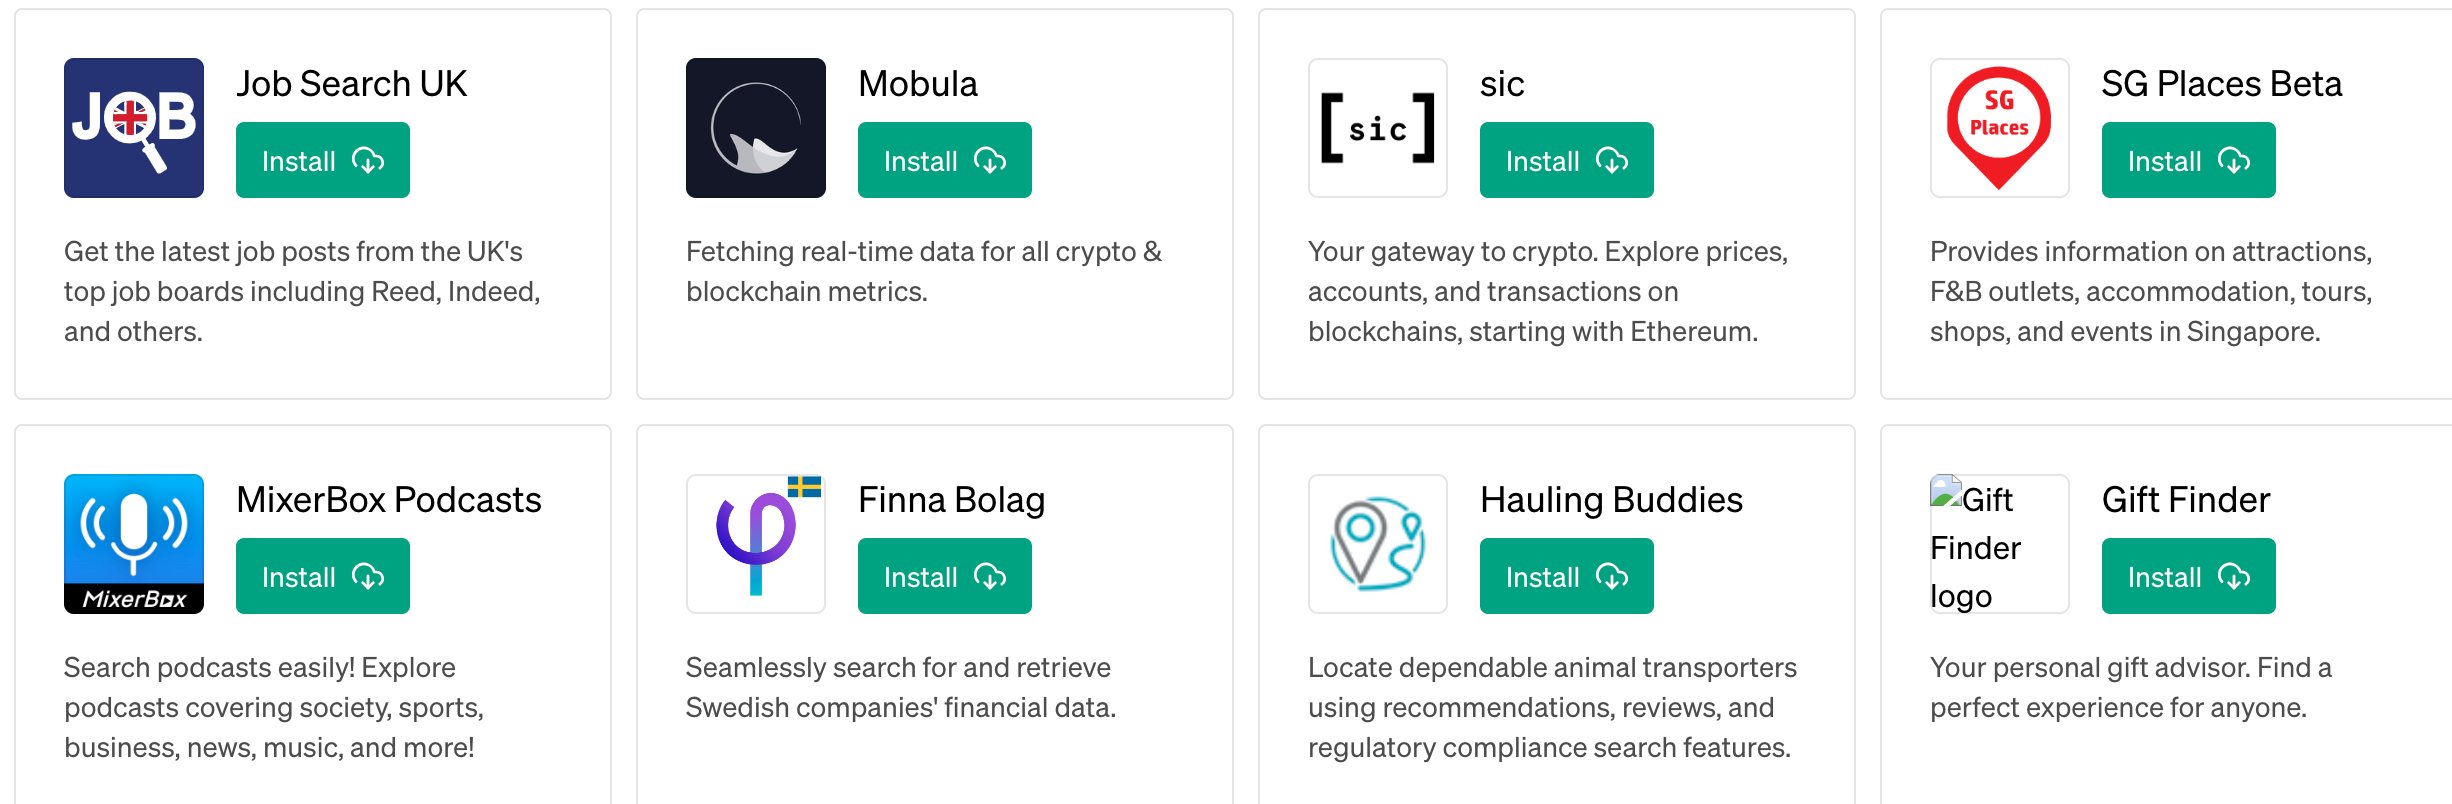 JOB
Job Search UK
Install
Get the latest job posts from the UK's
top job boards including Reed, Indeed,
and others.
Mobula
Install
Fetching real-time data for all crypto &
blockchain metrics.
[sic]
sic
Install
Your gateway to crypto. Explore prices,
accounts, and transactions on
blockchains, starting with Ethereum.
SG
Places
SG Places Beta
Install
Provides information on attractions,
F&B outlets, accommodation, tours,
shops, and events in Singapore.
MixerBox
MixerBox Podcasts
Install
Search podcasts easily! Explore
podcasts covering society, sports,
business, news, music, and more!
Finna Bolag
Install
Seamlessly search for and retrieve
Swedish companies' financial data.
Hauling Buddies
Install
Locate dependable animal transporters
using recommendations, reviews, and
regulatory compliance search features.
Gift
Finder
logo
Gift Finder
Install
Your personal gift advisor. Find a
perfect experience for anyone.